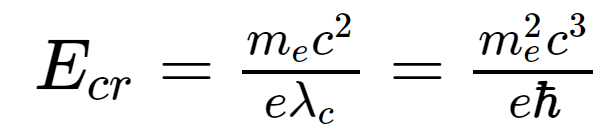 E_{cr} = \frac{m_e c^2}{e\lambda_c} = \frac{m_e^2 c^3}{e\hbar}